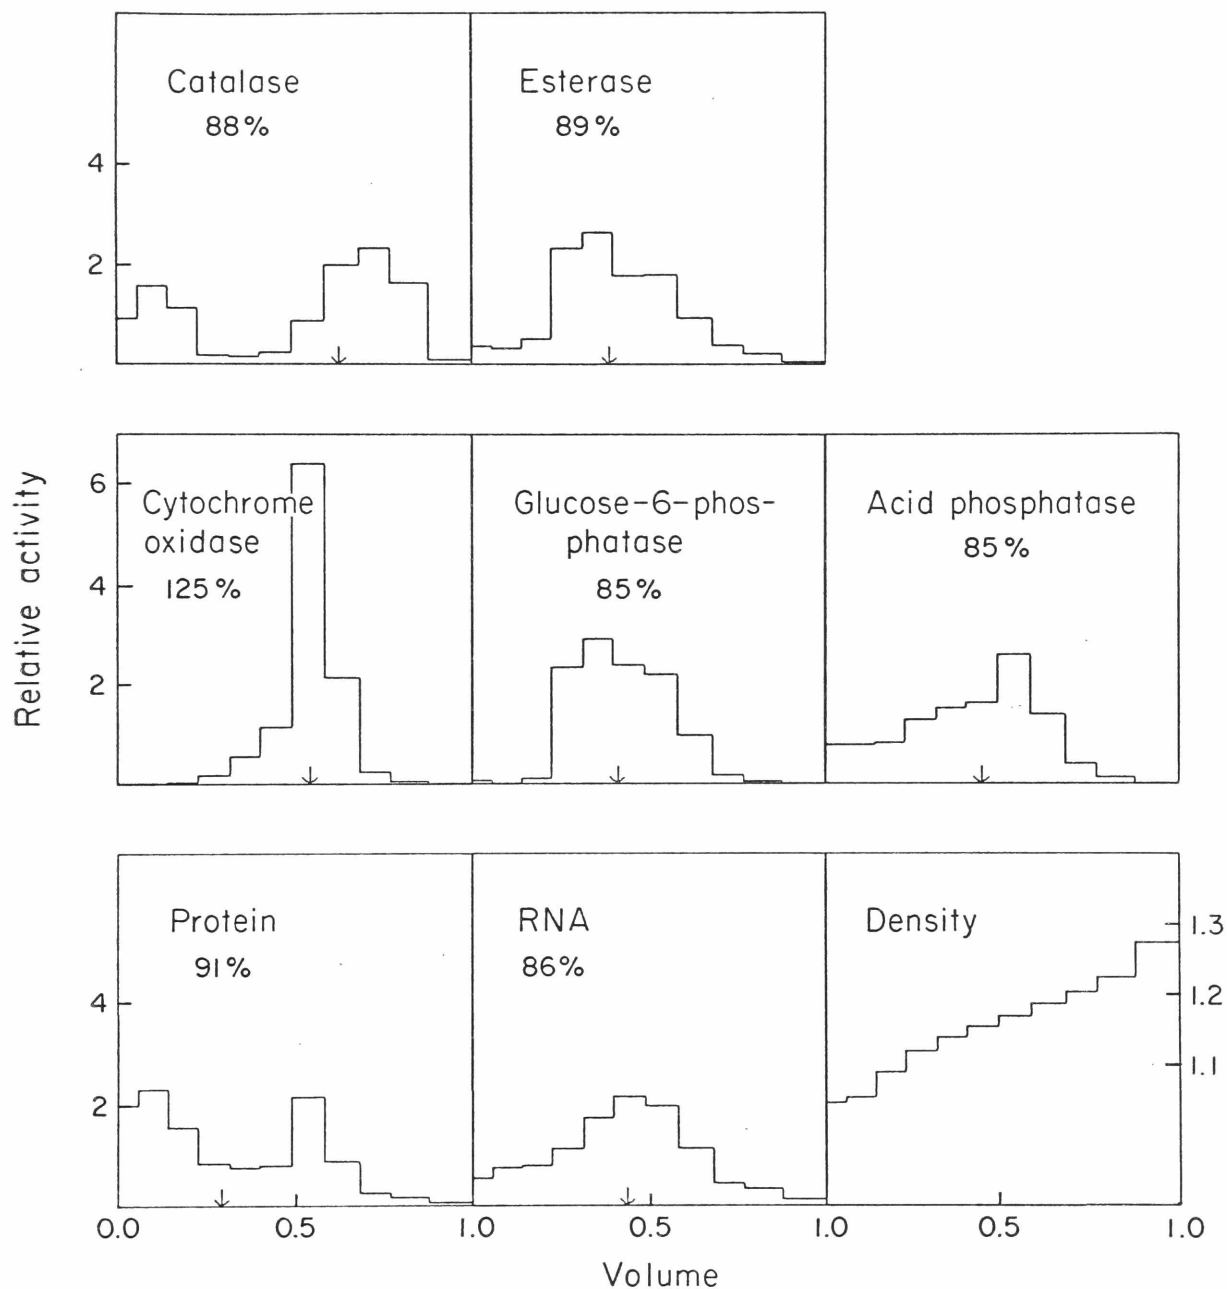 Catalase
88%
Esterase
89%
4
2
Relative activity
6
4
2
Cytochrome
oxidase
125%
Glucose-6-phos-
phatase
85%
Acid phosphatase
85%
4
2
Protein
91%
RNA
86%
Density
1.3
1.2
1.1
0.0
0.5
1.0
0.5
1.0
0.5
1.0
Volume